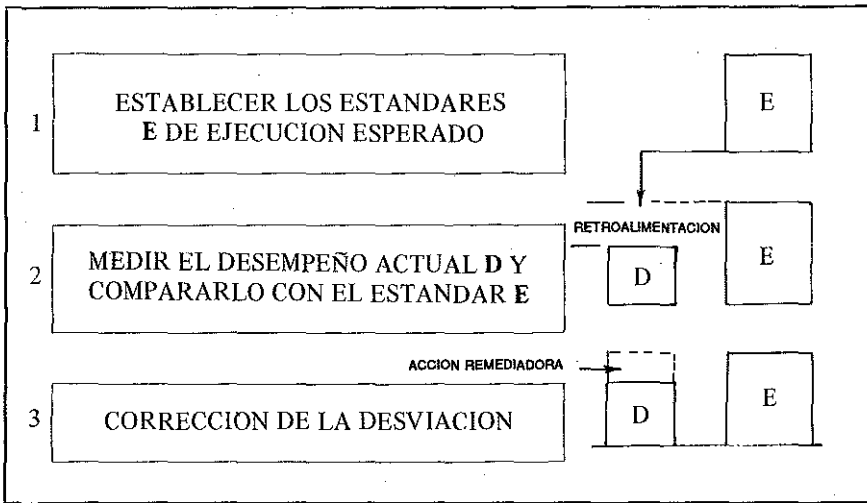 1
ESTABLECER LOS ESTANDARES
E DE EJECUCION ESPERADO
E
RETROALIMENTACION
2
MEDIR EL DESEMPEÑO ACTUAL D Y
COMPARARLO CON EL ESTANDAR E
D
E
ACCION REMEDIADORA
3
CORRECCION DE LA DESVIACION
D
E